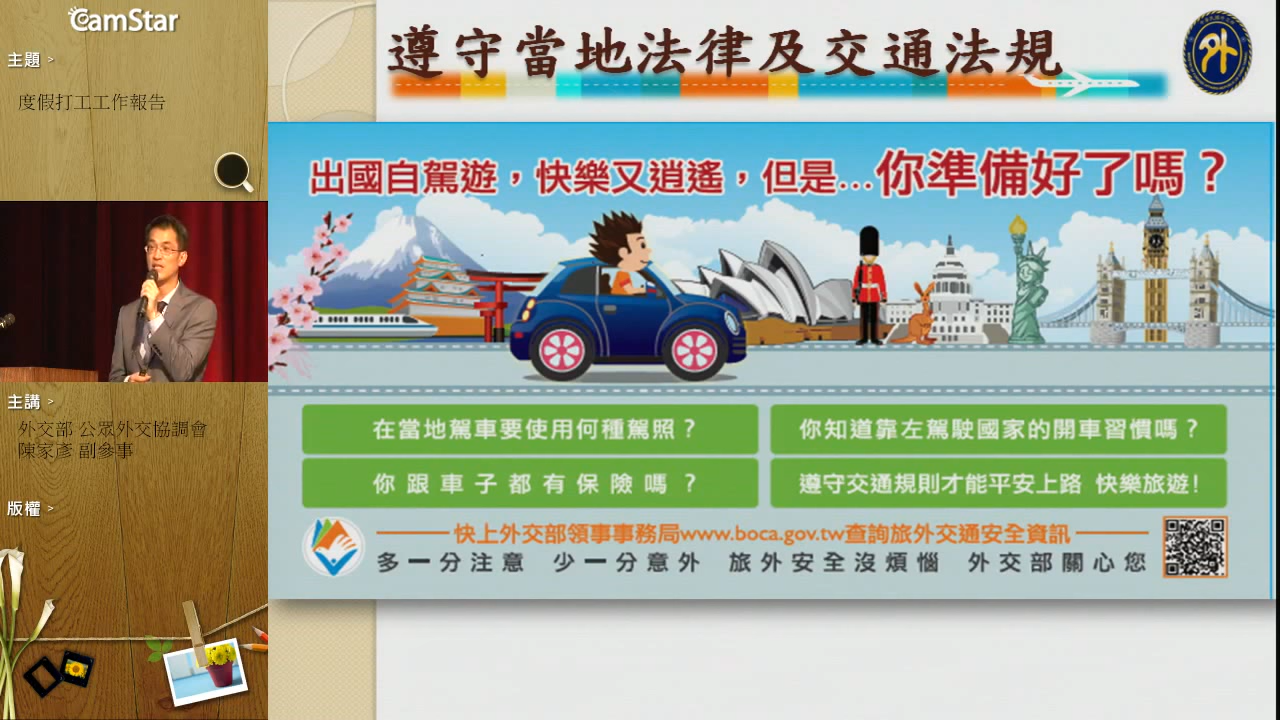 CamStar
主題 >
度假打工工作報告
主講 >
外交部 公眾外交協調會
陳家彥 副參事
版權 >
遵守當地法律及交通法規
外
出國自駕遊，快樂又逍遙，但是...你準備好了嗎？
在當地駕車要使用何種駕照？
你知道靠左駕駛國家的開車習慣嗎？
你跟車子都有保險嗎？
遵守交通規則才能平安上路 快樂旅遊!
快上外交部領事事務局www.boca.gov.tw查詢旅外交通安全資訊
多一分注意 少一分意外 旅外安全沒煩惱 外交部關心您